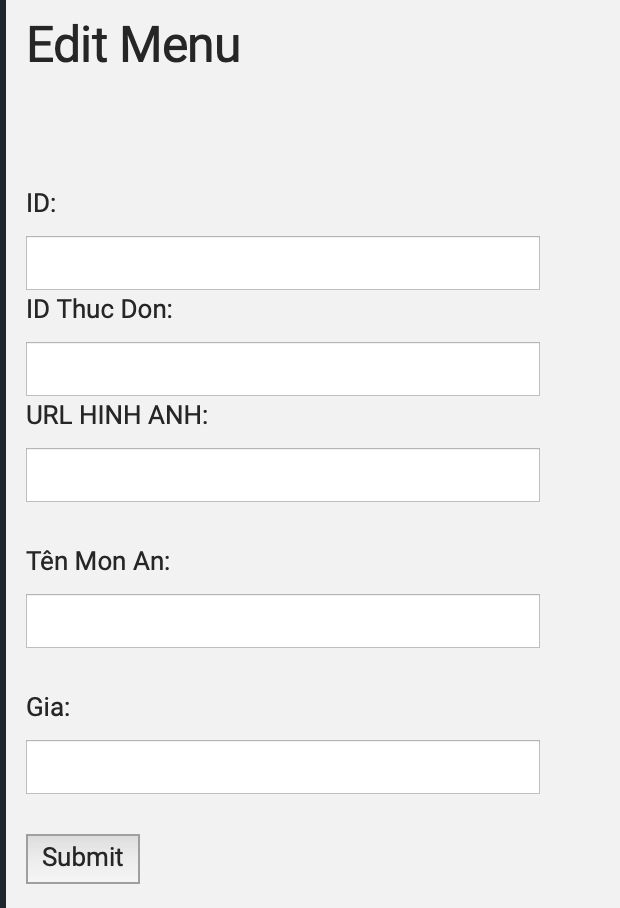 Edit Menu
ID:
ID Thuc Don:
URL HINH ANH:
Tên Mon An:
Gia:
Submit